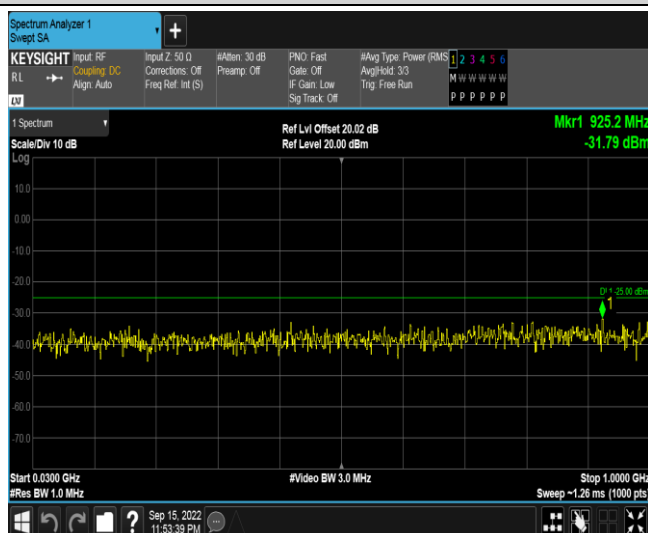 Spectrum Analyzer 1
Swept SA
+
KEYSIGHT
RL
LXI
Input: RF
Coupling: DC
Align: Auto
Input Z: 50 Ω
Corrections: Off
Freq Ref: Int (S)
#Atten: 30 dB
Preamp: Off
PNO: Fast
Gate: Off
IF Gain: Low
Sig Track: Off
#Avg Type: Power (RMS
Avg|Hold: 3/3
Trig: Free Run
1 2 3 4 5 6
M W W W W W
P P P P P P
1 Spectrum
Scale/Div 10 dB
Ref Lvl Offset 20.02 dB
Ref Level 20.00 dBm
Mkr1 925.2 MHz
-31.79 dBm
Log
10.0
0.00
-10.0
-20.0
-30.0
-40.0
-50.0
-60.0
-70.0
DL1 -25.00 dBm
1
Start 0.0300 GHz
#Res BW 1.0 MHz
#Video BW 3.0 MHz
Stop 1.0000 GHz
Sweep ~1.26 ms (1000 pts)
?
Sep 15, 2022
11:53:39 PM